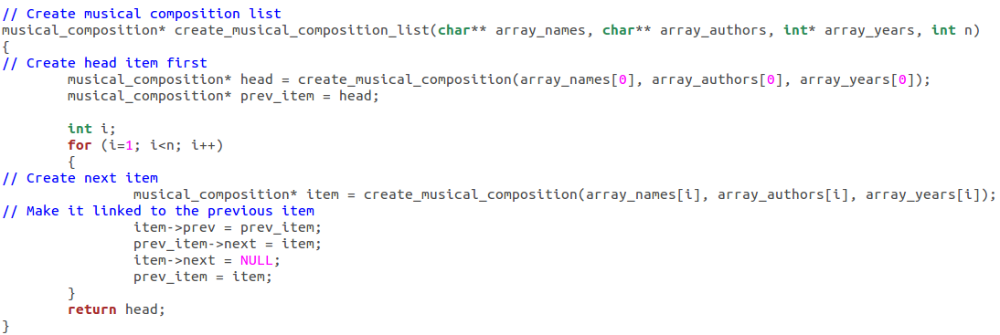 // Create musical composition list
musical_composition* create_musical_composition_list(char** array_names, char** array_authors, int* array_years, int n)
{
// Create head item first
        musical_composition* head = create_musical_composition(array_names[0], array_authors[0], array_years[0]);
        musical_composition* prev_item = head;

        int i;
        for (i=1; i<n; i++)
        {
// Create next item
                musical_composition* item = create_musical_composition(array_names[i], array_authors[i], array_years[i]);
// Make it linked to the previous item
                item->prev = prev_item;
                prev_item->next = item;
                item->next = NULL;
                prev_item = item;
        }
        return head;
}